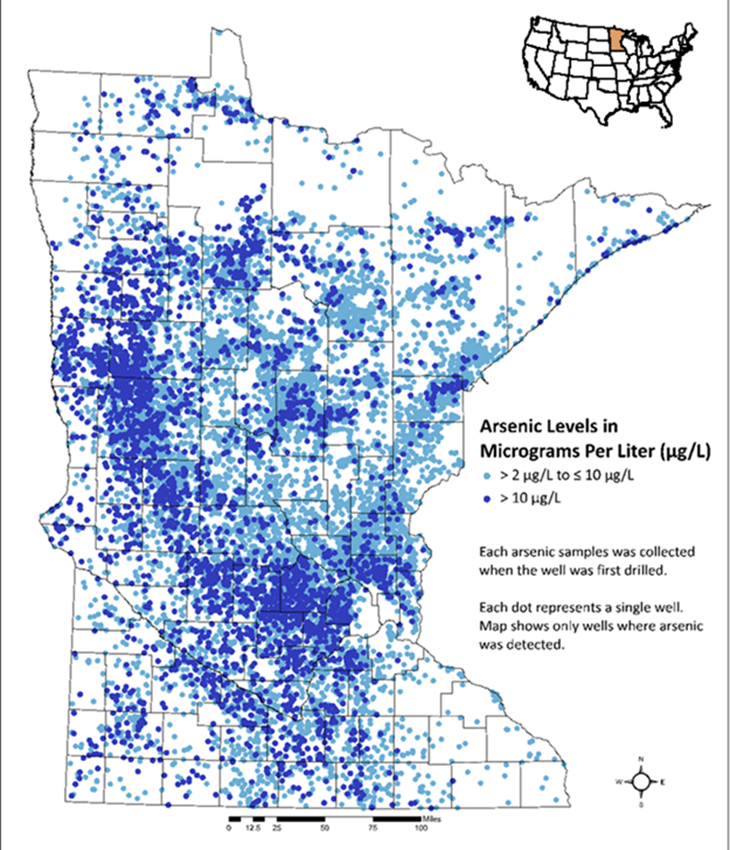 Arsenic Levels in
Micrograms Per Liter (µg/L)
> 2 µg/L to ≤ 10 µg/L
> 10 µg/L
Each arsenic samples was collected
when the well was first drilled.
Each dot represents a single well.
Map shows only wells where arsenic
was detected.
N
W E
S
Miles
0 12.5 25 50 75 100